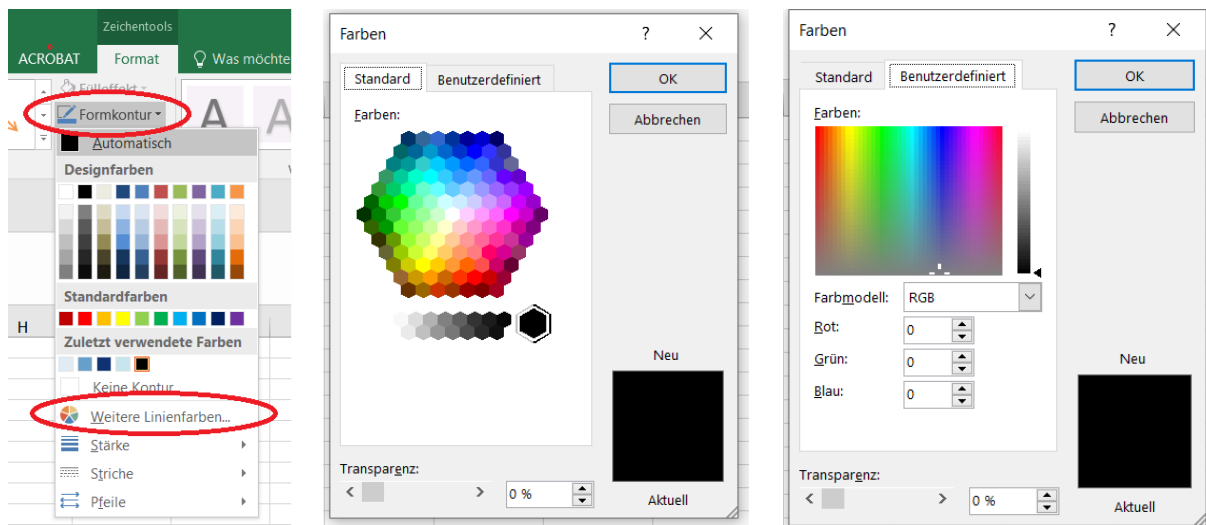 Zeichentools
ACROBAT Format Was möchte
Fülleffekt
Formkontur
A A
Automatisch
Designfarben
Standardfarben
H
Zuletzt verwendete Farben
Keine Kontur
Weitere Linienfarben...
Stärke
Striche
Pfeile
Farben ? ×
Standard Benutzerdefiniert OK
Farben: Abbrechen
Neu
Transparenz:
0 %
Aktuell
Farben ? ×
Standard Benutzerdefiniert OK
Farben: Abbrechen
Farbmodell: RGB
Rot: 0
Grün: 0
Neu
Blau: 0
Transparenz:
0 %
Aktuell